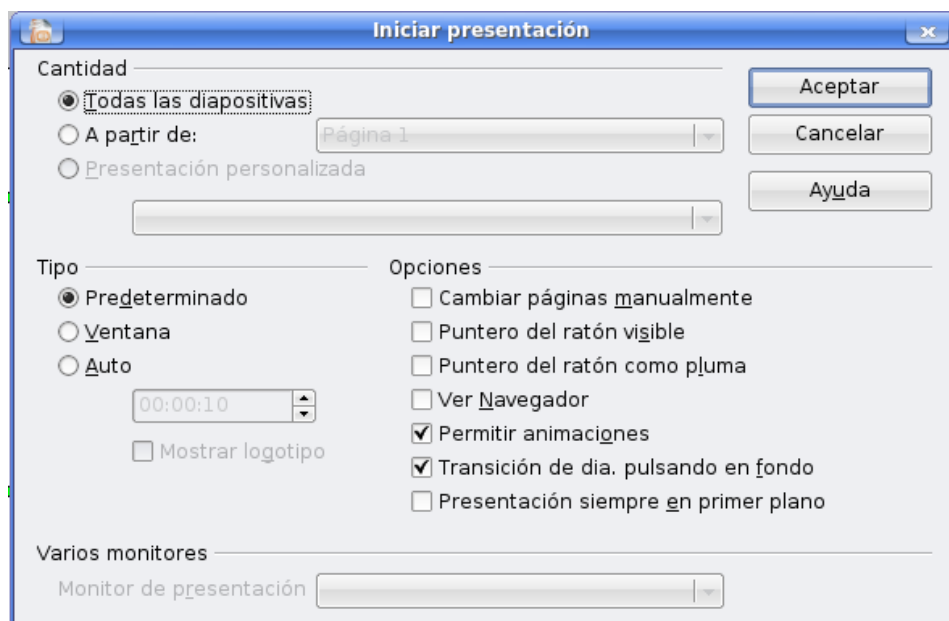 Iniciar presentación
Cantidad
Todas las diapositivas
A partir de: Página 1
Presentación personalizada
Aceptar
Cancelar
Ayuda
Tipo
Predeterminado
Ventana
Auto
00:00:10
Mostrar logotipo
Opciones
Cambiar páginas manualmente
Puntero del ratón visible
Puntero del ratón como pluma
Ver Navegador
Permitir animaciones
Transición de dia. pulsando en fondo
Presentación siempre en primer plano
Varios monitores
Monitor de presentación